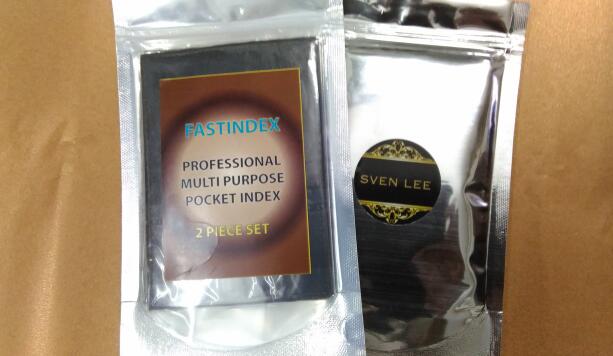 FASTINDEX
PROFESSIONAL
MULTI PURPOSE
POCKET INDEX
2 PIECE SET
SVEN LEE